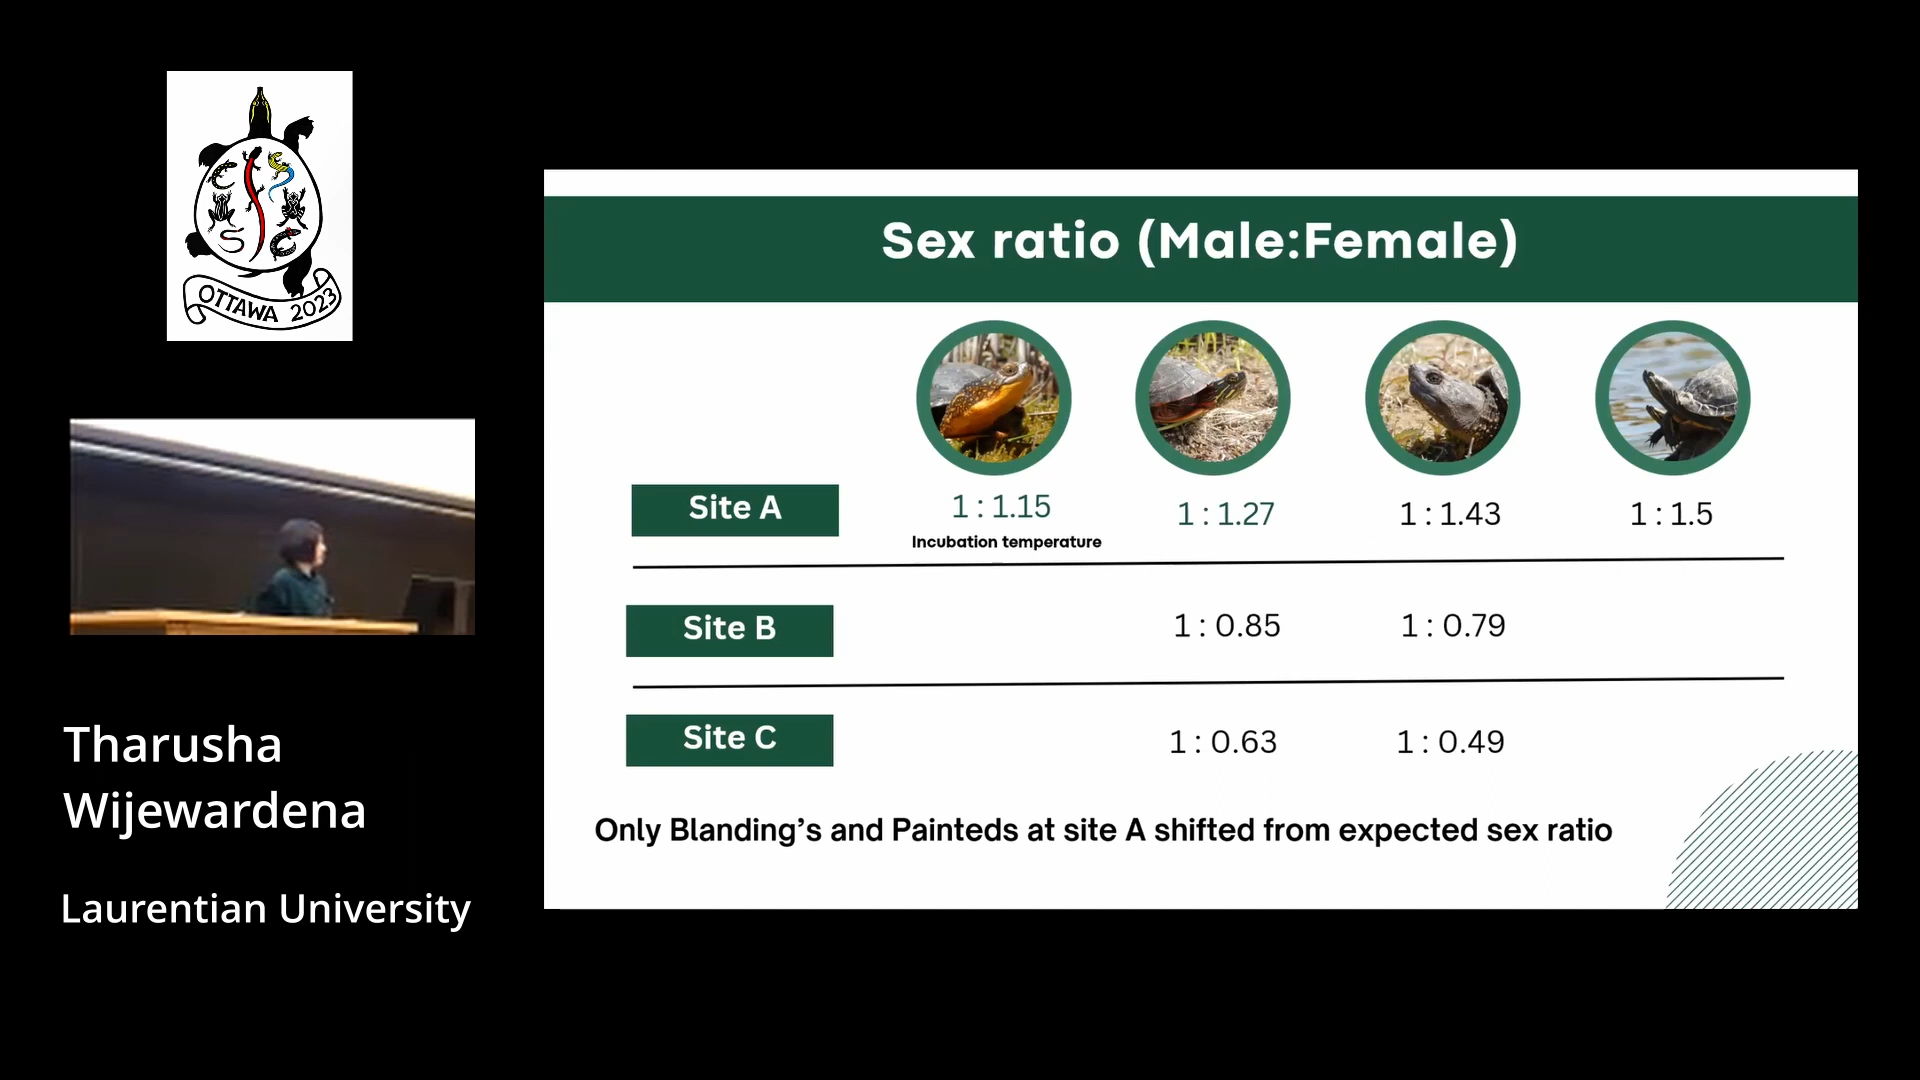 OTTAWA 2023
Tharusha
Wijewardena
Laurentian University
Sex ratio (Male:Female)
Site A 1 : 1.15 1 : 1.27 1 : 1.43 1 : 1.5
Incubation temperature
Site B 1 : 0.85 1 : 0.79
Site C 1 : 0.63 1 : 0.49
Only Blanding’s and Painteds at site A shifted from expected sex ratio